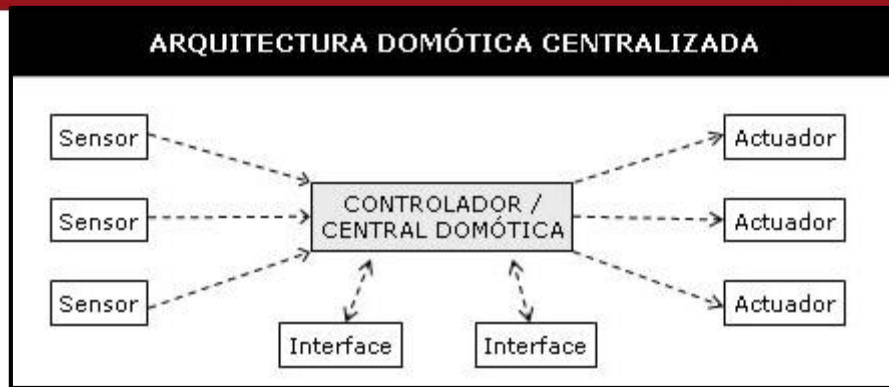 ARQUITECTURA DOMÓTICA CENTRALIZADA
Sensor
Actuador
Sensor
CONTROLADOR /
CENTRAL DOMÓTICA
Actuador
Sensor
Actuador
Interface
Interface